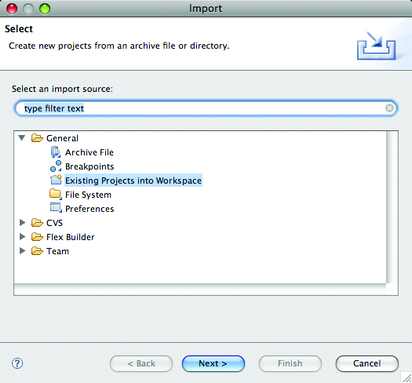 Import
Select
Create new projects from an archive file or directory.
Select an import source:
type filter text
General
Archive File
Breakpoints
Existing Projects into Workspace
File System
Preferences
CVS
Flex Builder
Team
?
< Back
Next >
Finish
Cancel